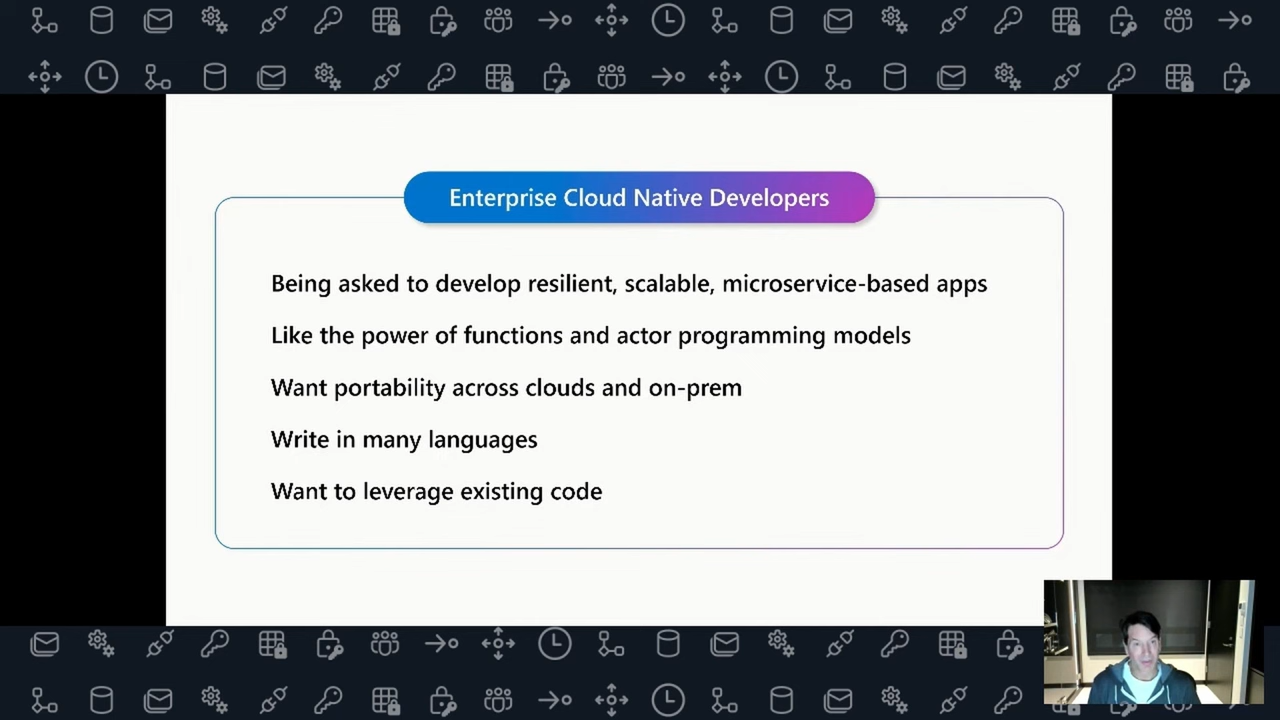 Enterprise Cloud Native Developers
Being asked to develop resilient, scalable, microservice-based apps
Like the power of functions and actor programming models
Want portability across clouds and on-prem
Write in many languages
Want to leverage existing code